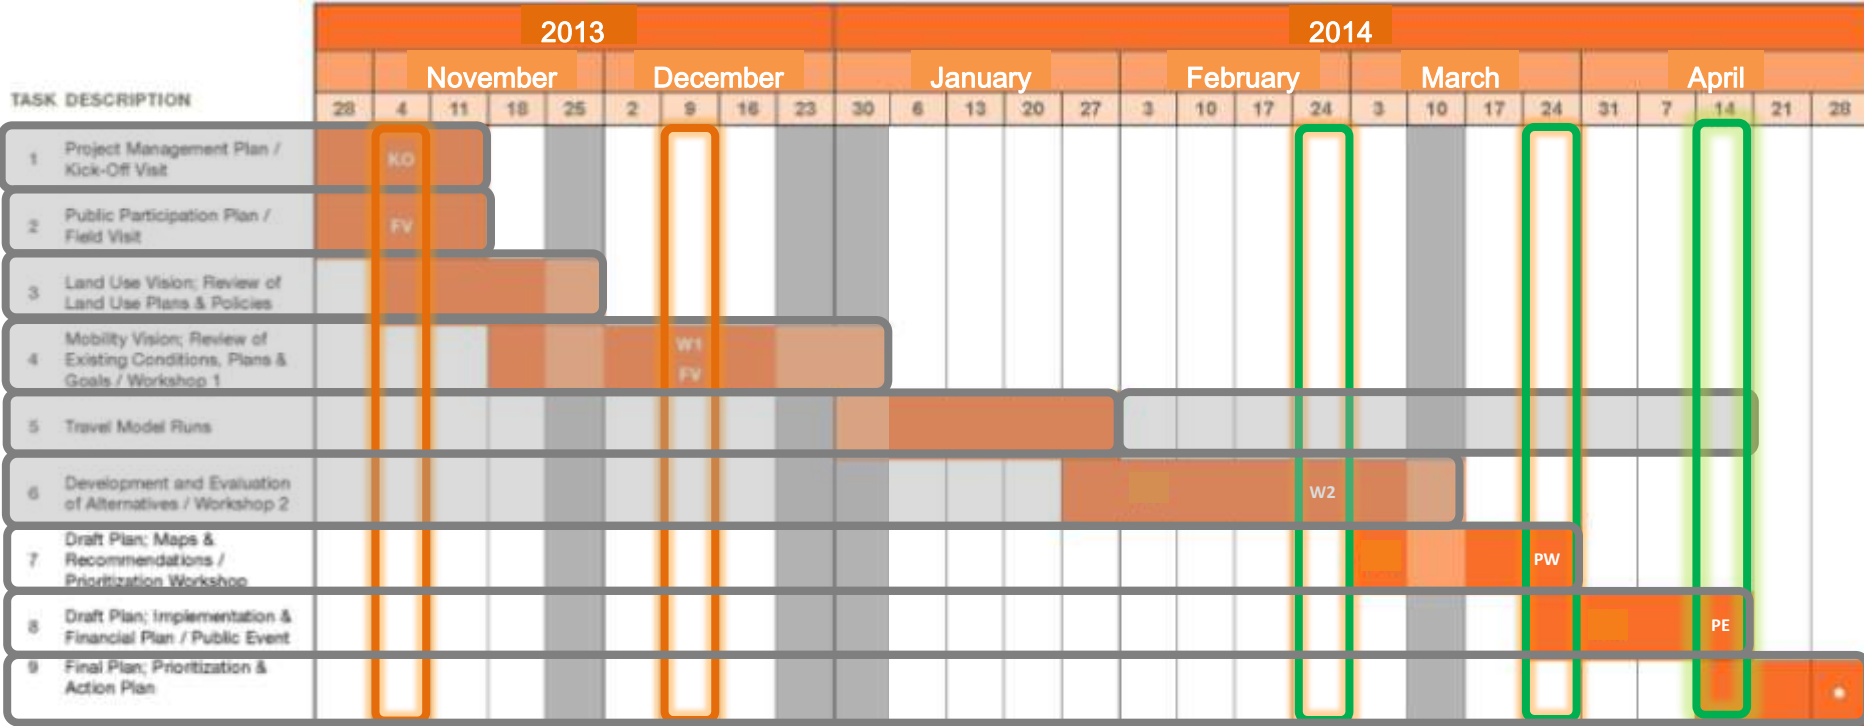 2013 2014
November December January February March April
TASK DESCRIPTION 28 4 11 18 25 2 9 16 23 30 6 13 20 27 3 10 17 24 3 10 17 24 31 7 14 21 28
1 Project Management Plan /
Kick-Off Visit
KO
2 Public Participation Plan /
Field Visit
FV
3 Land Use Vision; Review of
Land Use Plans & Policies
4 Mobility Vision; Review of
Existing Conditions, Plans &
Goals / Workshop 1
W1
FV
5 Travel Model Runs
6 Development and Evaluation
of Alternatives / Workshop 2
W2
7 Draft Plan; Maps &
Recommendations /
Prioritization Workshop
PW
8 Draft Plan; Implementation &
Financial Plan / Public Event
PE
9 Final Plan; Prioritization &
Action Plan